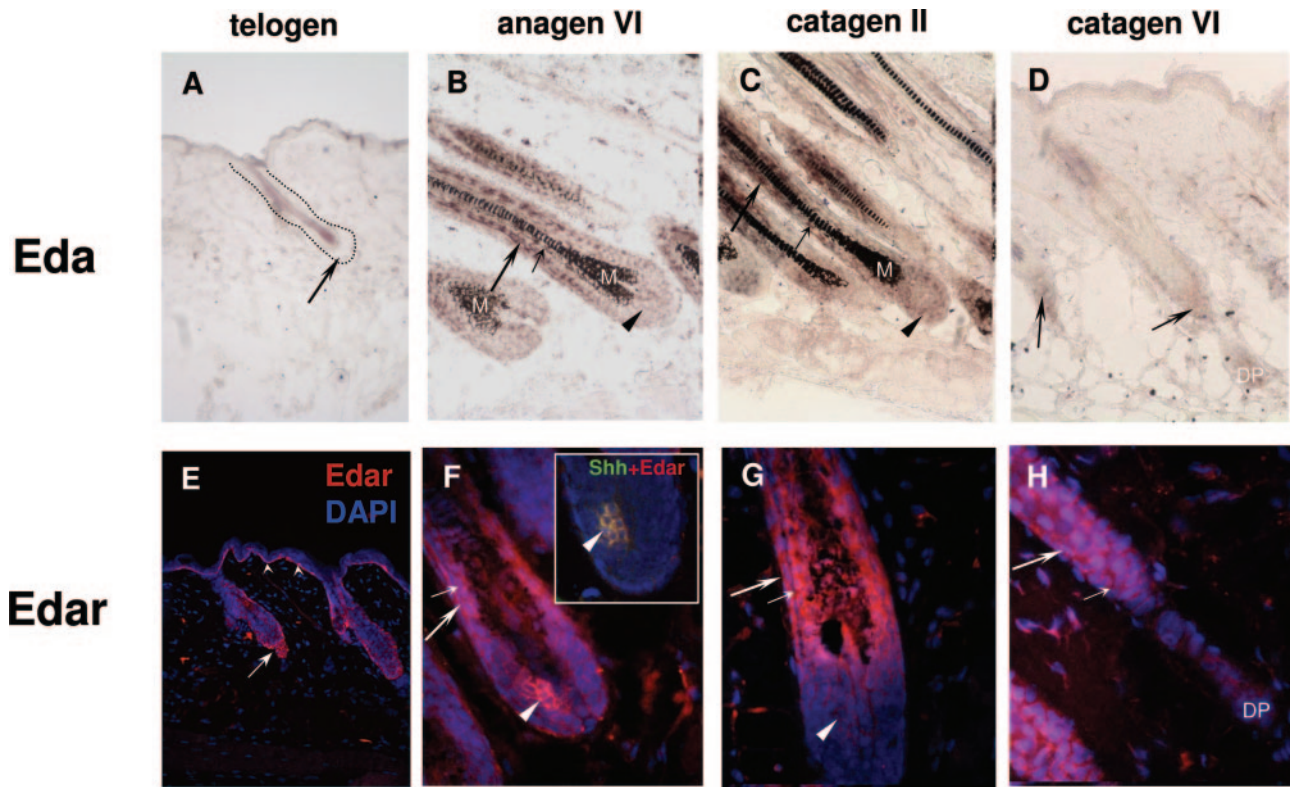 telogen
anagen VI
catagen II
catagen VI
Eda
A
B
M
M
C
M
D
DP
Edar
E
Edar
DAPI
F
Shh+Edar
G
H
DP